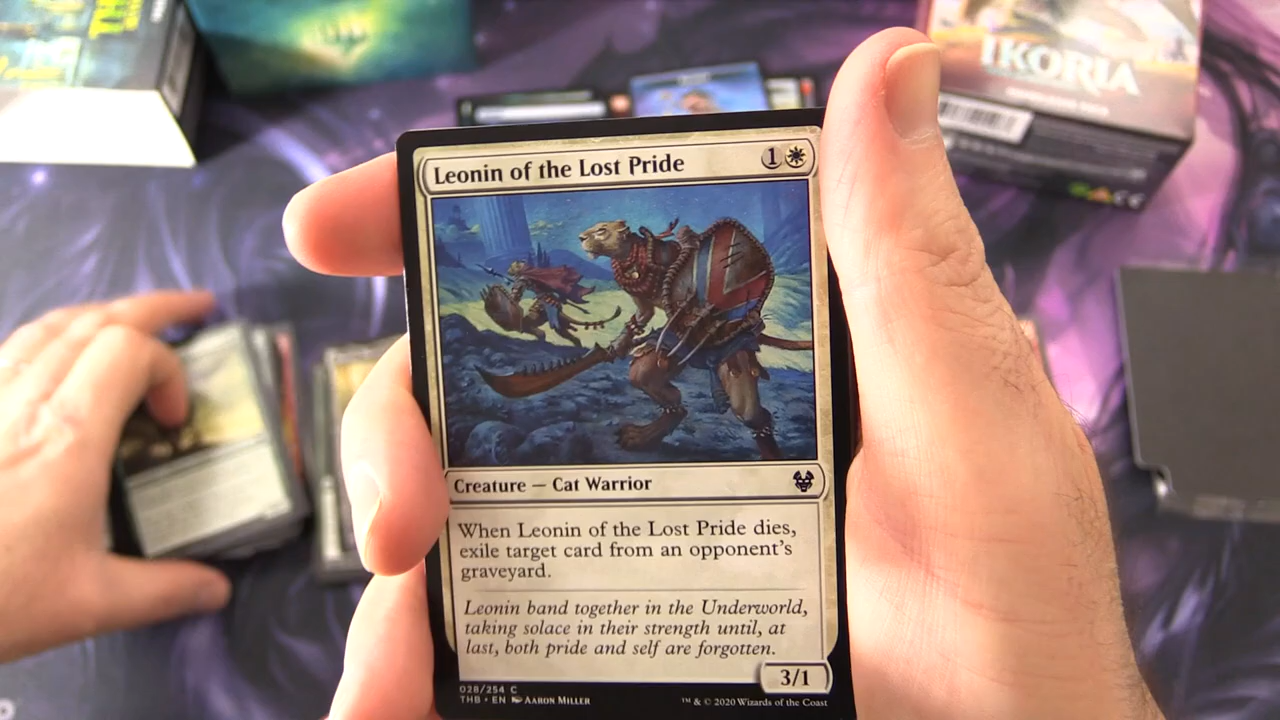 IKORIA
Leonin of the Lost Pride
1
Creature — Cat Warrior
When Leonin of the Lost Pride dies,
exile target card from an opponent's
graveyard.
Leonin band together in the Underworld,
taking solace in their strength until, at
last, both pride and self are forgotten.
3/1
028/254 C
THB • EN AARON MILLER
™ & © 2020 Wizards of the Coast